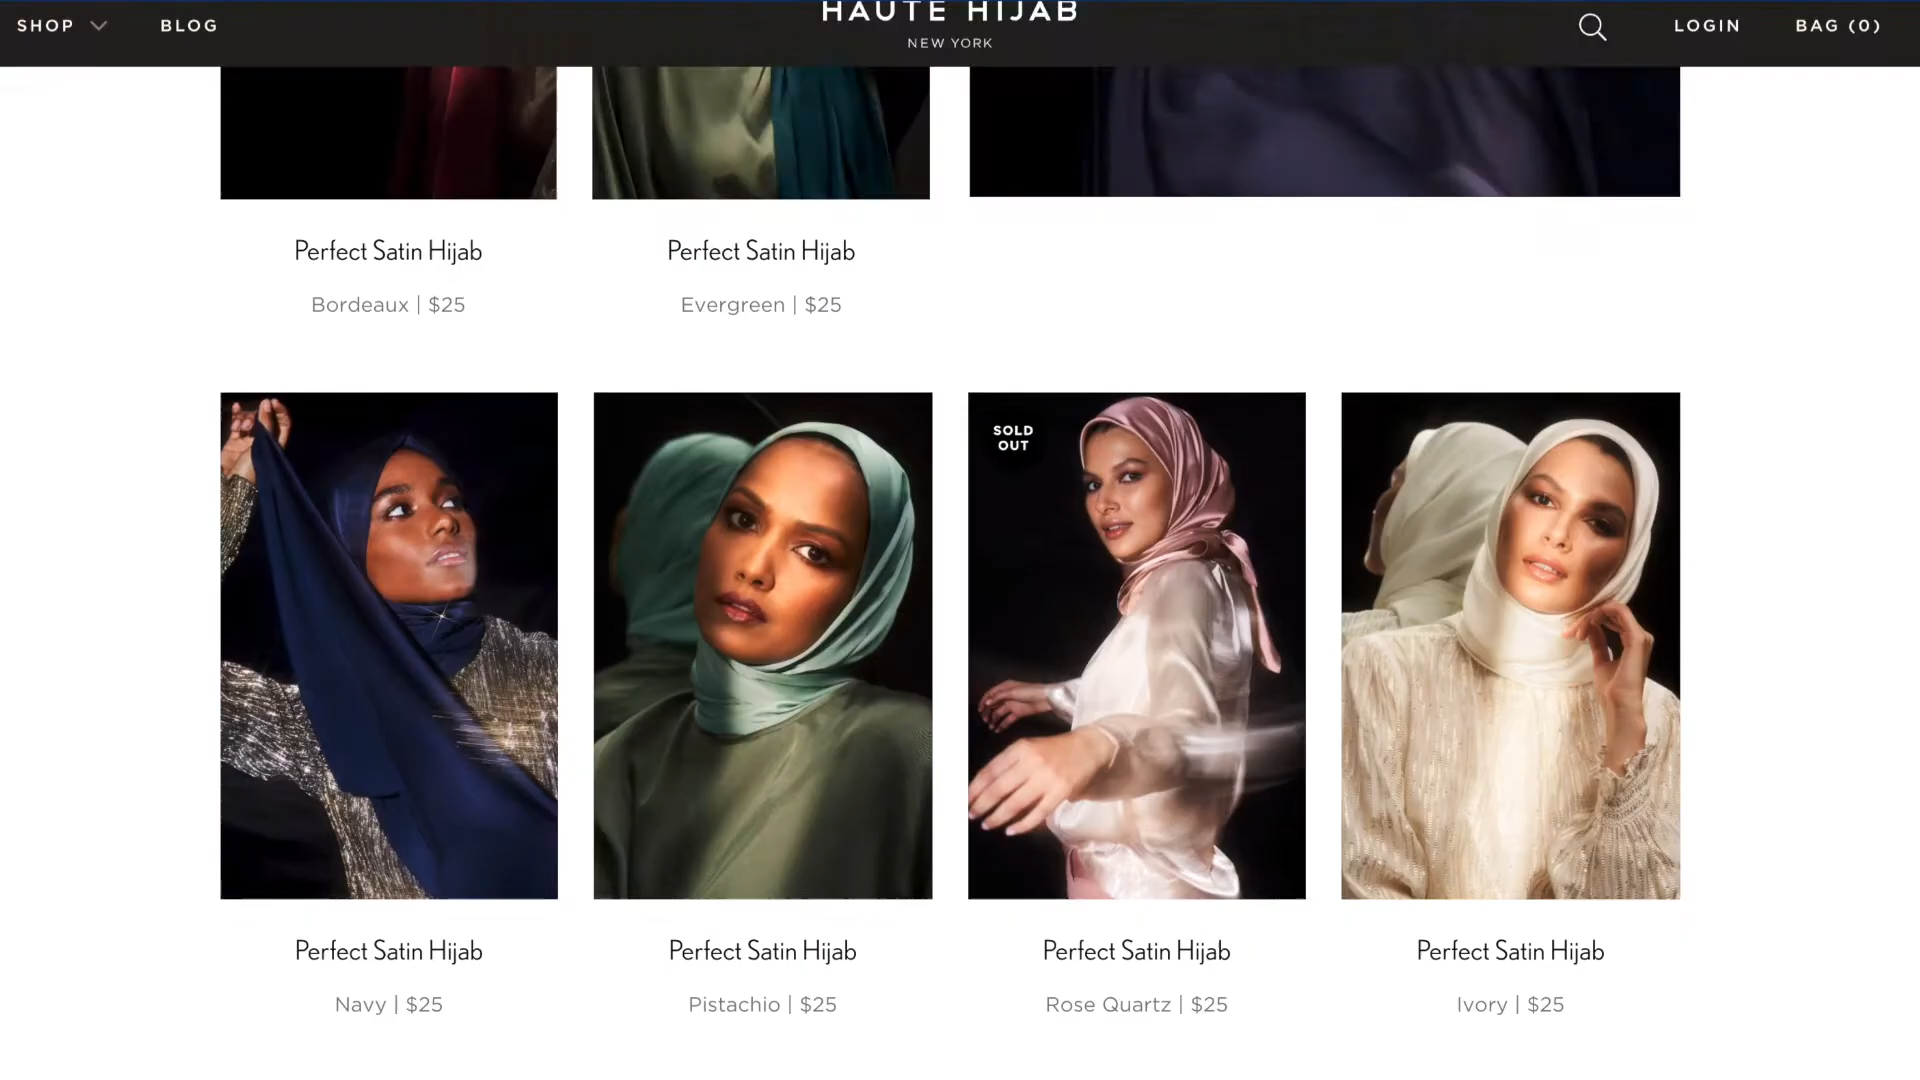 SHOP
BLOG
HAUTE HIJAB
NEW YORK
LOGIN
BAG (0)
Perfect Satin Hijab
Bordeaux | $25
Perfect Satin Hijab
Evergreen | $25
SOLD
OUT
Perfect Satin Hijab
Navy | $25
Perfect Satin Hijab
Pistachio | $25
Perfect Satin Hijab
Rose Quartz | $25
Perfect Satin Hijab
Ivory | $25